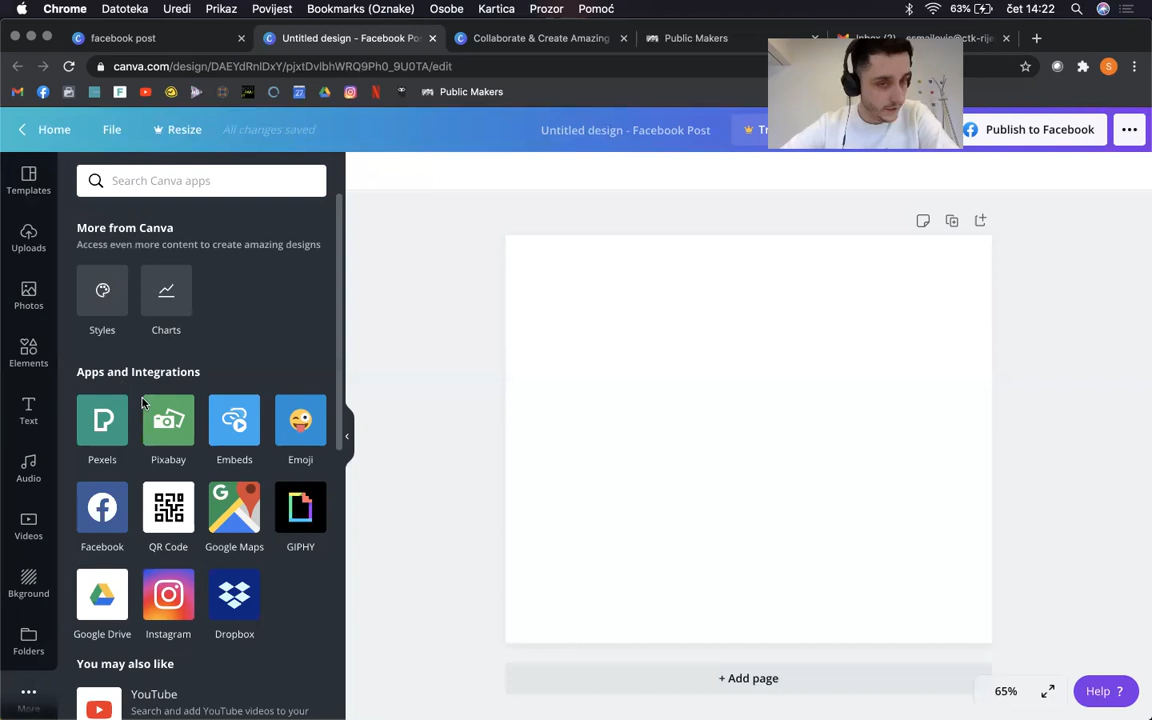 Chrome Datoteka Uredi Prikaz Povijest Bookmarks (Oznake) Osobe Kartica Prozor Pomoć 63% čet 14:22
facebook post Untitled design - Facebook Po Collaborate & Create Amazing Public Makers
canva.com/design/DAEYdRnlDxY/pjxtDvlbhWRQ9Ph0_9U0TA/edit S
Public Makers
Home File Resize All changes saved Untitled design - Facebook Post Publish to Facebook
Templates
Uploads
Photos
Elements
Text
Audio
Videos
Bkground
Folders
More
Search Canva apps
More from Canva
Access even more content to create amazing designs
Styles Charts
Apps and Integrations
Pexels Pixabay Embeds Emoji
Facebook QR Code Google Maps GIPHY
Google Drive Instagram Dropbox
You may also like
YouTube
Search and add YouTube videos to your
+ Add page
65% Help ?